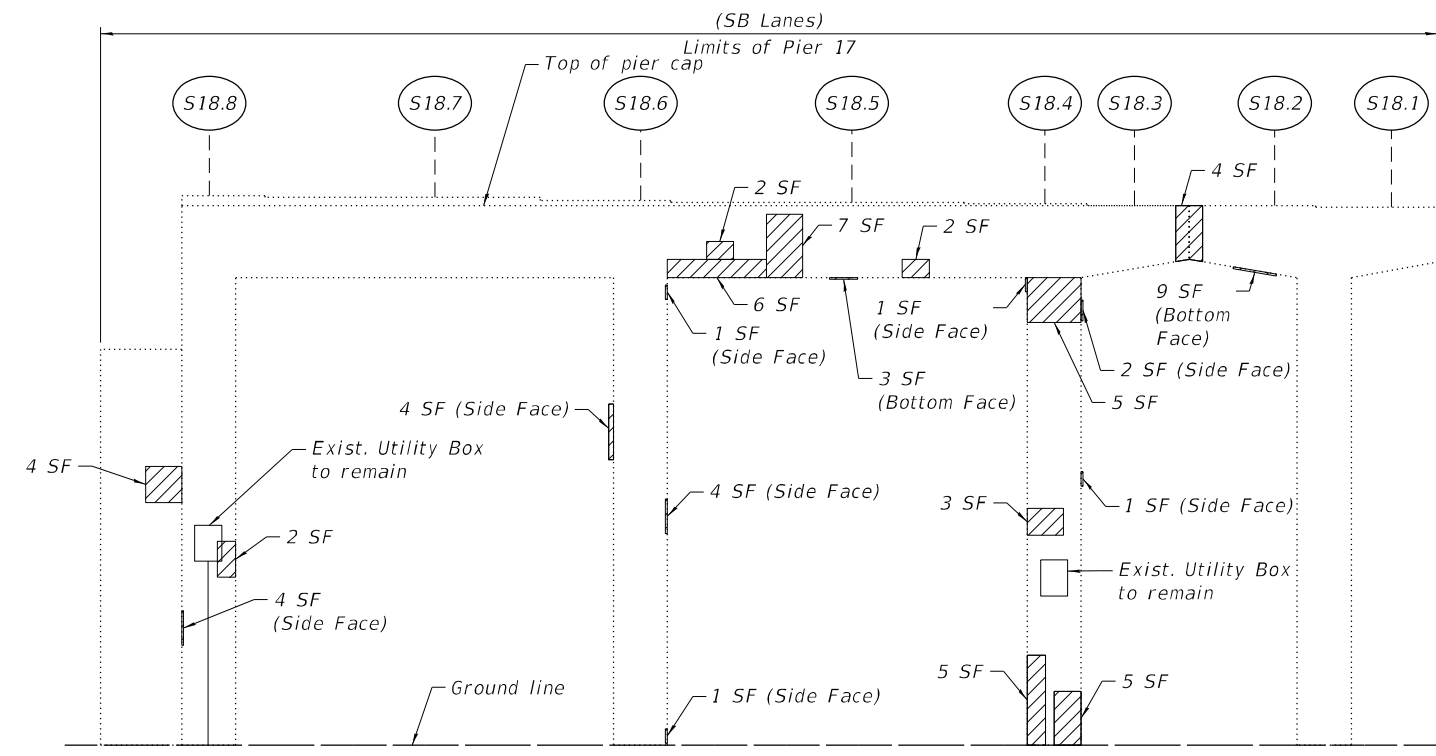 (SB Lanes)
Limits of Pier 17
Top of pier cap
S18.8
S18.7
S18.6
S18.5
S18.4
S18.3
S18.2
S18.1
4 SF
2 SF
7 SF
2 SF
6 SF
1 SF
(Side Face)
1 SF
(Side Face)
9 SF
(Bottom
Face)
3 SF
(Bottom Face)
2 SF (Side Face)
5 SF
4 SF (Side Face)
Exist. Utility Box
to remain
4 SF
4 SF (Side Face)
3 SF
1 SF (Side Face)
2 SF
Exist. Utility Box
to remain
4 SF
(Side Face)
5 SF
5 SF
Ground line
1 SF (Side Face)